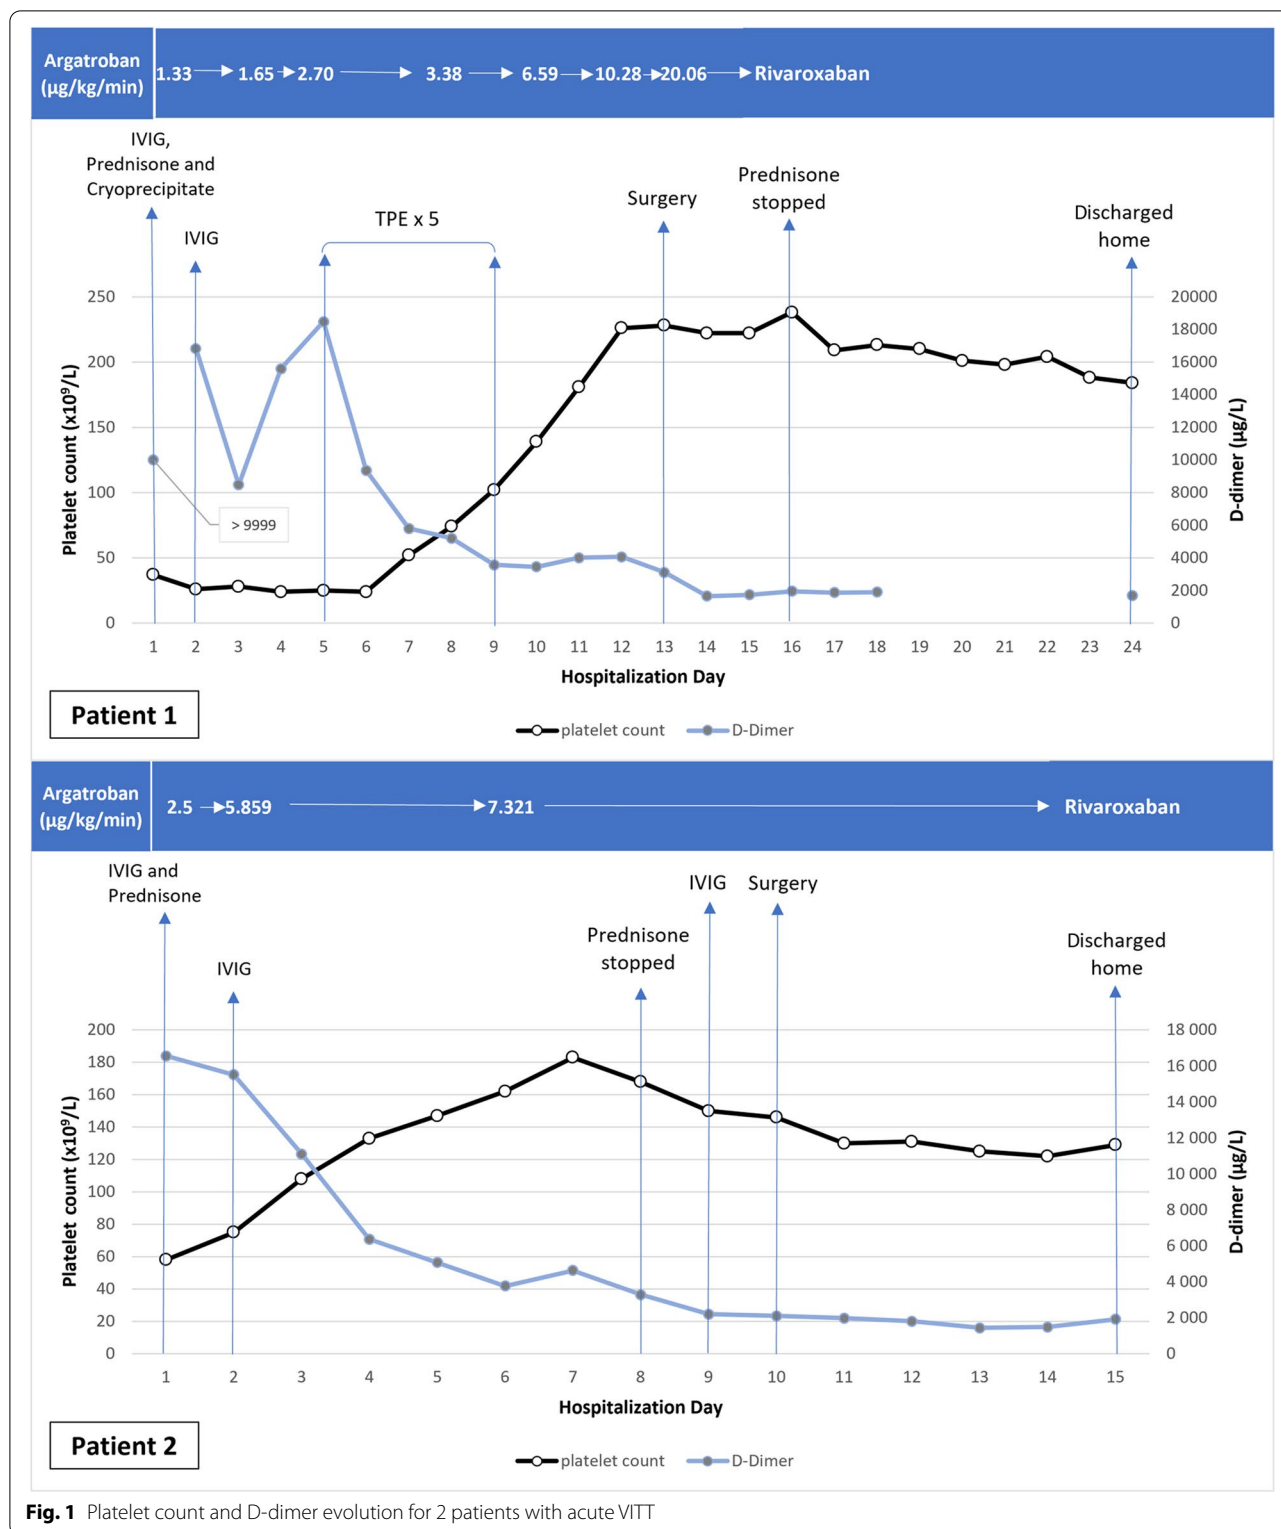 Argatroban
(µg/kg/min)
1.33 1.65 2.70 3.38 6.59 10.28 20.06 Rivaroxaban
IVIG,
Prednisone and
Cryoprecipitate
IVIG
TPE x 5
Surgery
Prednisone
stopped
Discharged
home
Platelet count (x10⁹/L)
250
200
150
100
50
0
D-dimer (µg/L)
20000
18000
16000
14000
12000
10000
8000
6000
4000
2000
0
> 9999
1 2 3 4 5 6 7 8 9 10 11 12 13 14 15 16 17 18 19 20 21 22 23 24
Hospitalization Day
Patient 1
platelet count D-Dimer
Argatroban
(µg/kg/min)
2.5 5.859 7.321 Rivaroxaban
IVIG and
Prednisone
IVIG
Prednisone
stopped
IVIG
Surgery
Discharged
home
Platelet count (x10⁹/L)
200
180
160
140
120
100
80
60
40
20
0
D-dimer (µg/L)
18 000
16 000
14 000
12 000
10 000
8 000
6 000
4 000
2 000
0
1 2 3 4 5 6 7 8 9 10 11 12 13 14 15
Hospitalization Day
Patient 2
platelet count D-Dimer
Fig. 1 Platelet count and D-dimer evolution for 2 patients with acute VITT